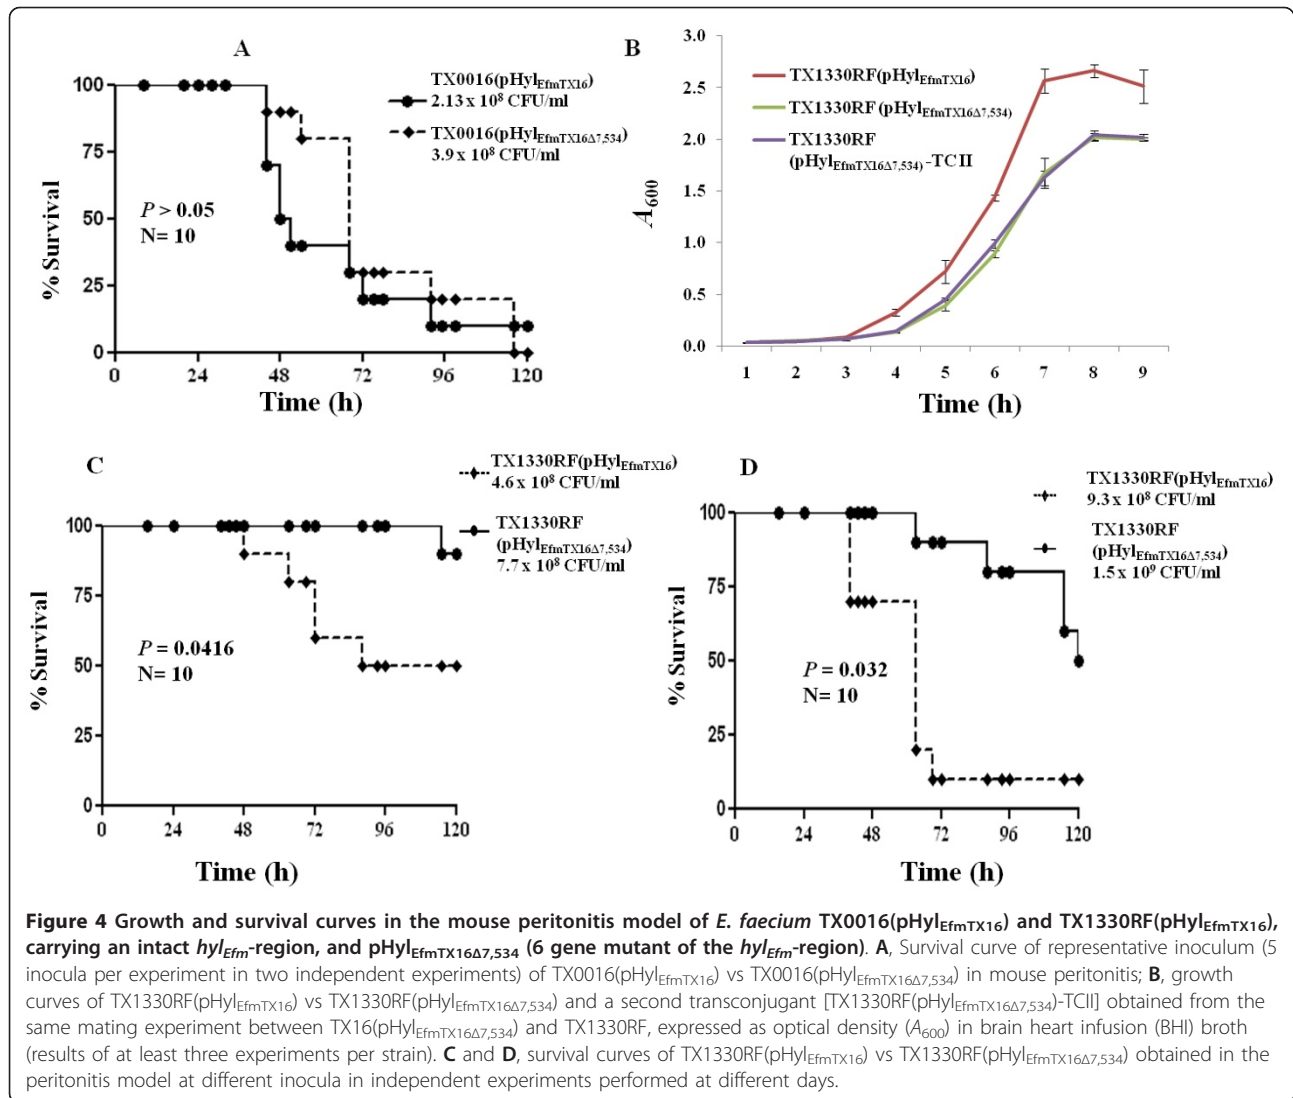 A
TX0016(pHylEfmTX16)
2.13 x 10⁸ CFU/ml
TX0016(pHylEfmTX16Δ7,534)
3.9 x 10⁸ CFU/ml
100
75
50
25
0
% Survival
P > 0.05
N= 10
0 24 48 72 96 120
Time (h)
B
TX1330RF(pHylEfmTX16)
TX1330RF(pHylEfmTX16Δ7,534)
TX1330RF
(pHylEfmTX16Δ7,534)-TCII
3.0
2.5
2.0
1.5
1.0
0.5
0.0
A600
1 2 3 4 5 6 7 8 9
Time (h)
C
TX1330RF(pHylEfmTX16)
4.6 x 10⁸ CFU/ml
TX1330RF
(pHylEfmTX16Δ7,534)
7.7 x 10⁸ CFU/ml
100
75
50
25
0
% Survival
P = 0.0416
N= 10
0 24 48 72 96 120
Time (h)
D
TX1330RF(pHylEfmTX16)
9.3 x 10⁸ CFU/ml
TX1330RF
(pHylEfmTX16Δ7,534)
1.5 x 10⁹ CFU/ml
100
75
50
25
0
% Survival
P = 0.032
N= 10
0 24 48 72 96 120
Time (h)
Figure 4 Growth and survival curves in the mouse peritonitis model of E. faecium TX0016(pHylEfmTX16) and TX1330RF(pHylEfmTX16),
carrying an intact hylEfm-region, and pHylEfmTX16Δ7,534 (6 gene mutant of the hylEfm-region). A, Survival curve of representative inoculum (5
inocula per experiment in two independent experiments) of TX0016(pHylEfmTX16) vs TX0016(pHylEfmTX16Δ7,534) in mouse peritonitis; B, growth
curves of TX1330RF(pHylEfmTX16) vs TX1330RF(pHylEfmTX16Δ7,534) and a second transconjugant [TX1330RF(pHylEfmTX16Δ7,534)-TCII] obtained from the
same mating experiment between TX16(pHylEfmTX16Δ7,534) and TX1330RF, expressed as optical density (A600) in brain heart infusion (BHI) broth
(results of at least three experiments per strain). C and D, survival curves of TX1330RF(pHylEfmTX16) vs TX1330RF(pHylEfmTX16Δ7,534) obtained in the
peritonitis model at different inocula in independent experiments performed at different days.